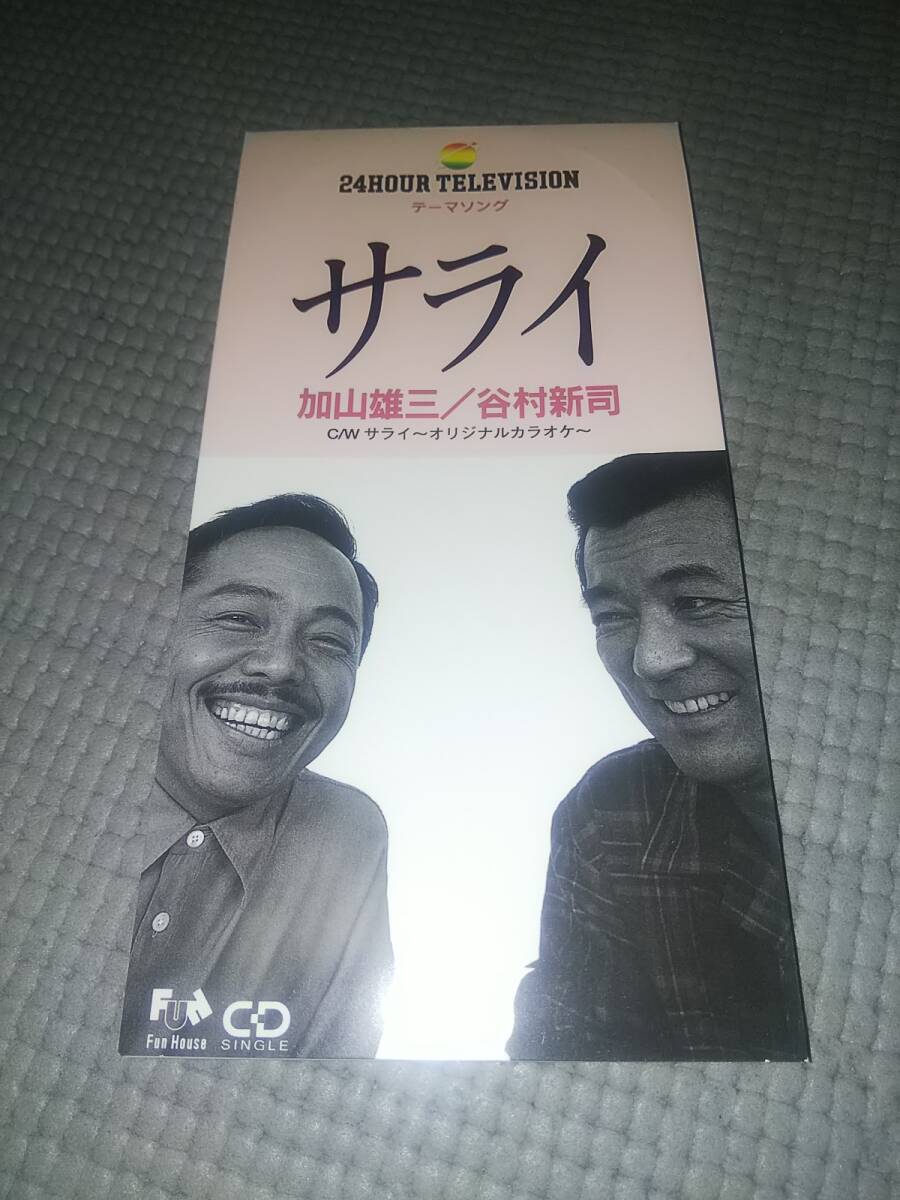 24HOUR TELEVISION
テーマソング
サライ
加山雄三／谷村新司
C/W サライ～オリジナルカラオケ～
FUN
Fun House
CD
SINGLE